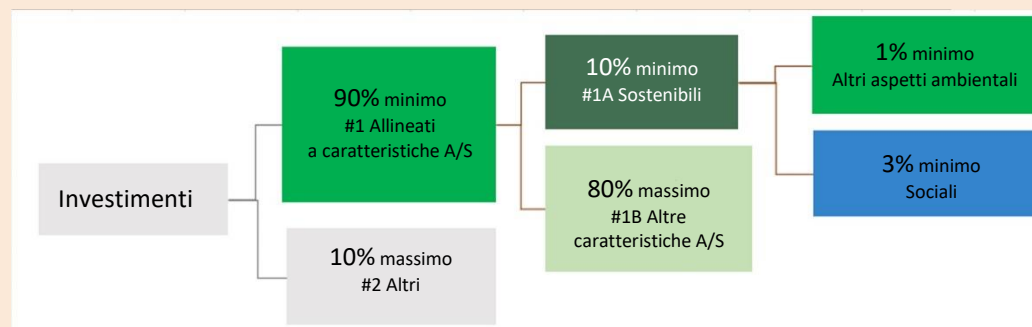 Investimenti
90% minimo
#1 Allineati
a caratteristiche A/S
10% massimo
#2 Altri
10% minimo
#1A Sostenibili
80% massimo
#1B Altre
caratteristiche A/S
1% minimo
Altri aspetti ambientali
3% minimo
Sociali